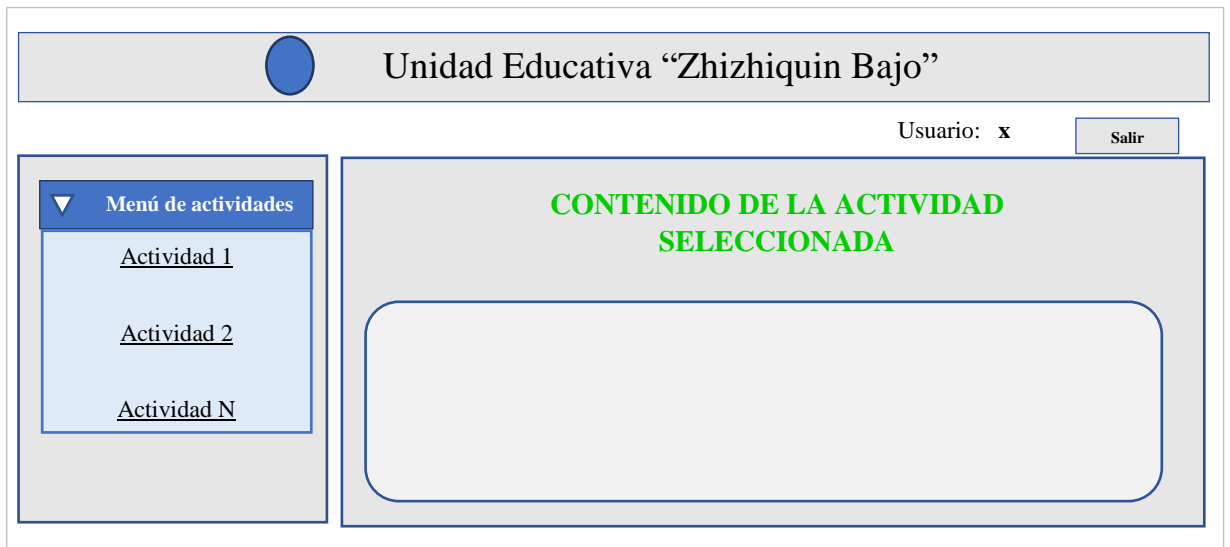 Unidad Educativa “Zhizhiquin Bajo”
Usuario: x
Salir
Menú de actividades
Actividad 1
Actividad 2
Actividad N
CONTENIDO DE LA ACTIVIDAD
SELECCIONADA